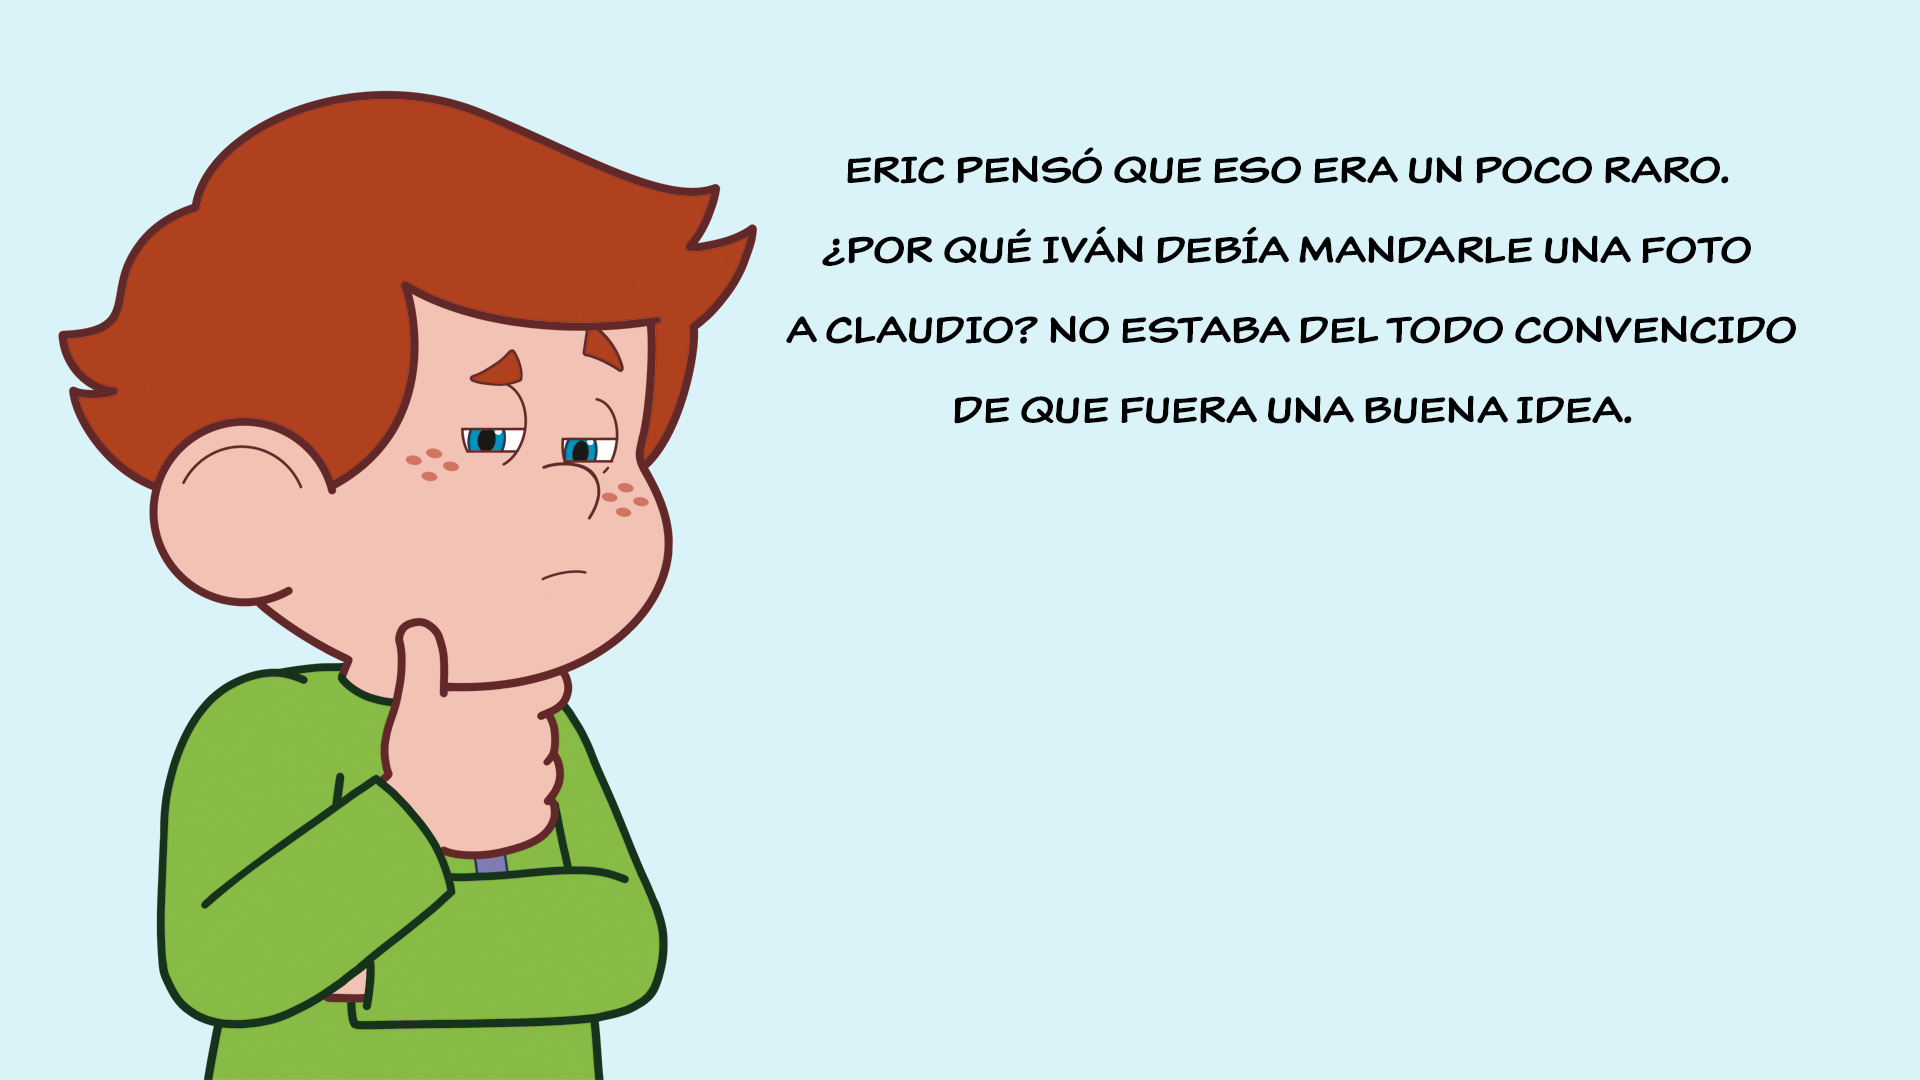 ERIC PENSÓ QUE ESO ERA UN POCO RARO.
¿POR QUÉ IVÁN DEBÍA MANDARLE UNA FOTO
A CLAUDIO? NO ESTABA DEL TODO CONVENCIDO
DE QUE FUERA UNA BUENA IDEA.